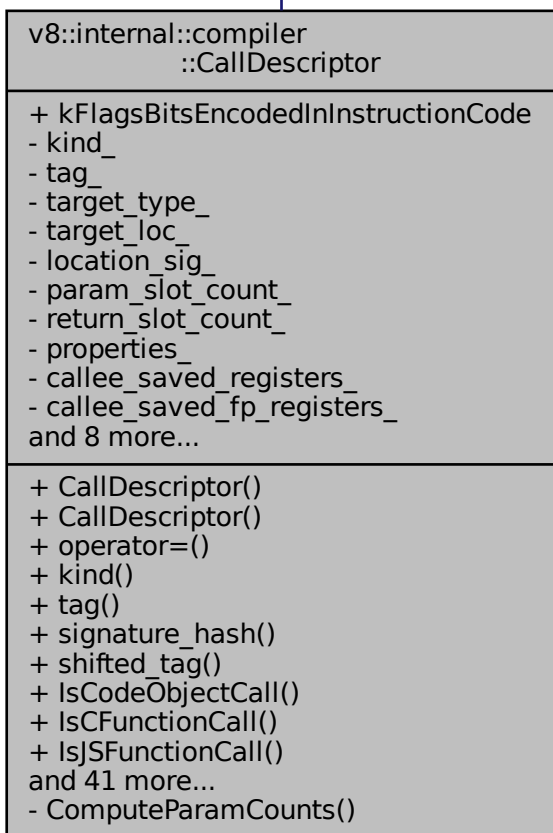 v8::internal::compiler
::CallDescriptor
+ kFlagsBitsEncodedInInstructionCode
- kind_
- tag_
- target_type_
- target_loc_
- location_sig_
- param_slot_count_
- return_slot_count_
- properties_
- callee_saved_registers_
- callee_saved_fp_registers_
and 8 more...
+ CallDescriptor()
+ CallDescriptor()
+ operator=()
+ kind()
+ tag()
+ signature_hash()
+ shifted_tag()
+ IsCodeObjectCall()
+ IsCFunctionCall()
+ IsJSFunctionCall()
and 41 more...
- ComputeParamCounts()